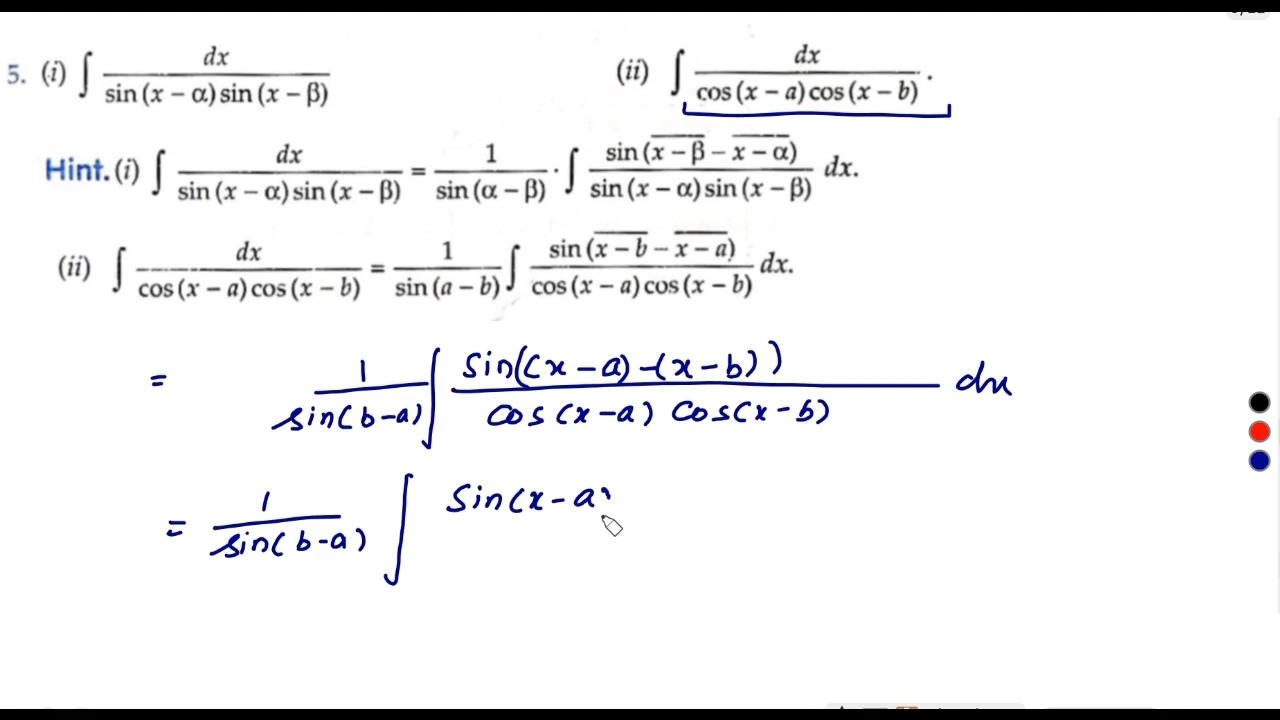 5. (i) ∫ dx / sin (x − α) sin (x − β) (ii) ∫ dx / cos (x − a) cos (x − b) .
Hint. (i) ∫ dx / sin (x − α) sin (x − β) = 1 / sin (α − β) · ∫ sin (x − β − x − α) / sin (x − α) sin (x − β) dx.
(ii) ∫ dx / cos (x − a) cos (x − b) = 1 / sin (a − b) ∫ sin (x − b − x − a) / cos (x − a) cos (x − b) dx.
= 1 / sin(b-a) ∫ sin((x-a)-(x-b)) / cos(x-a) cos(x-b) dx
= 1 / sin(b-a) ∫ sin(x-a)